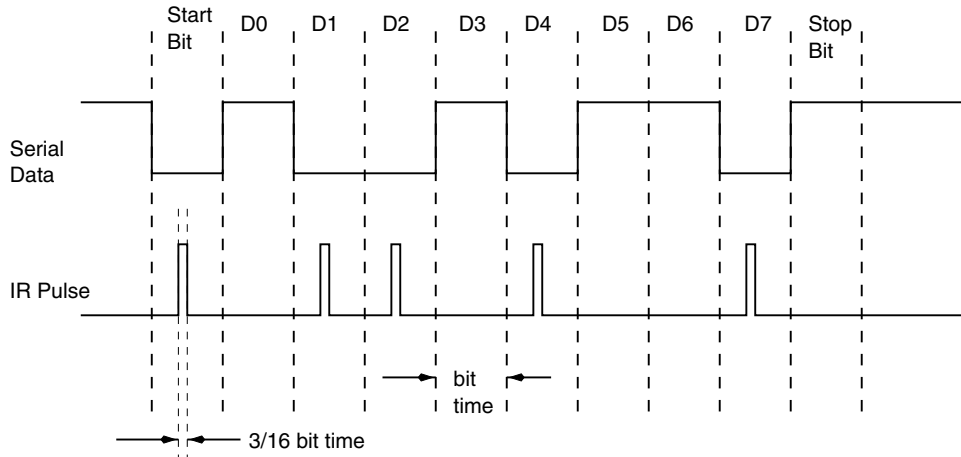 Start
Bit
D0
D1
D2
D3
D4
D5
D6
D7
Stop
Bit
Serial
Data
IR Pulse
bit
time
3/16 bit time